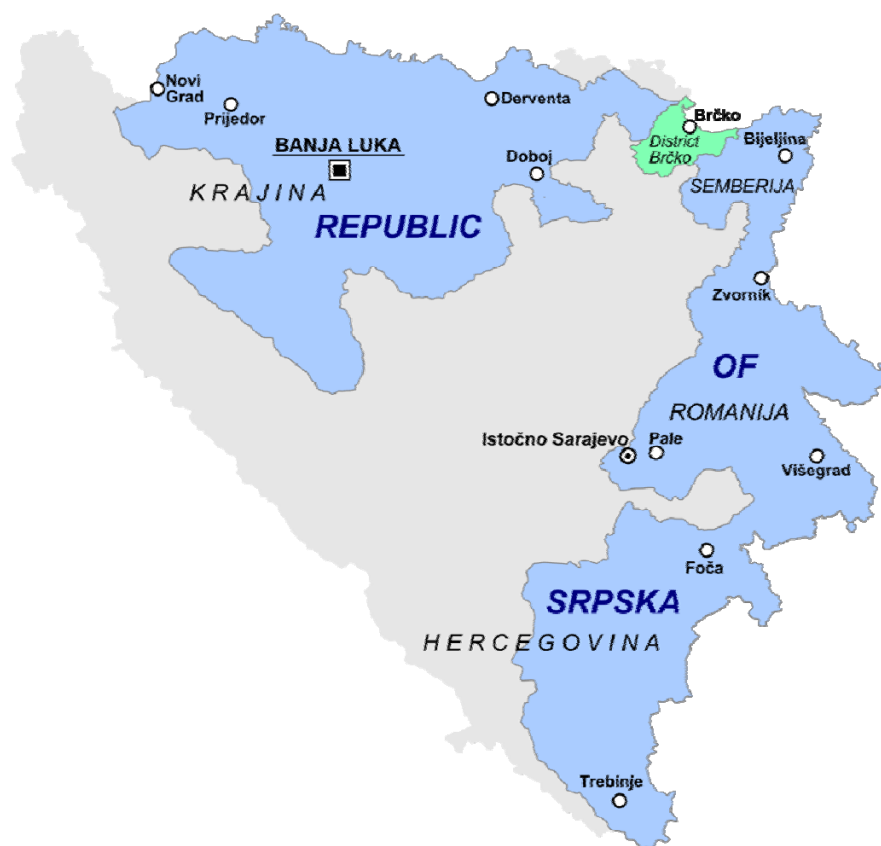 Novi
Grad
Prijedor
Derventa
Brčko
District
Brčko
Bijeljina
BANJA LUKA
Doboj
KRAJINA
SEMBERIJA
REPUBLIC
Zvorník
OF
ROMANIJA
Istočno Sarajevo
Pale
Višegrad
Foča
SRPSKA
HERCEGOVINA
Trebinje